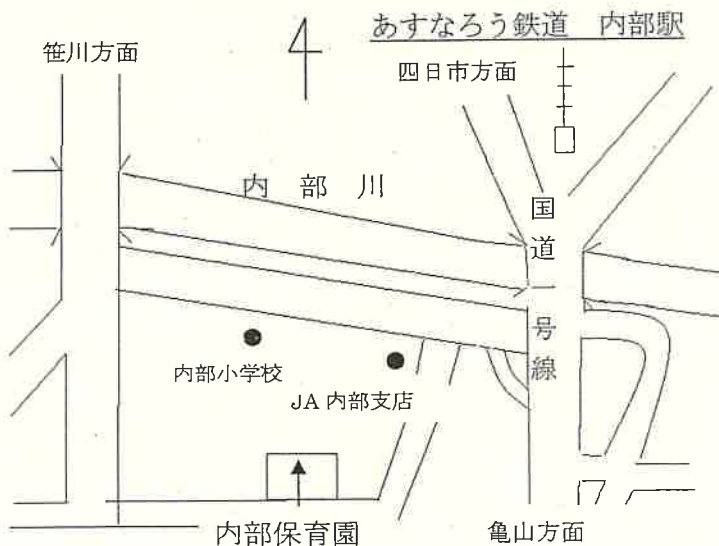 あすなろう鉄道　内部駅
笹川方面
四日市方面
内部川
国道一号線
内部小学校
JA 内部支店
内部保育園
亀山方面